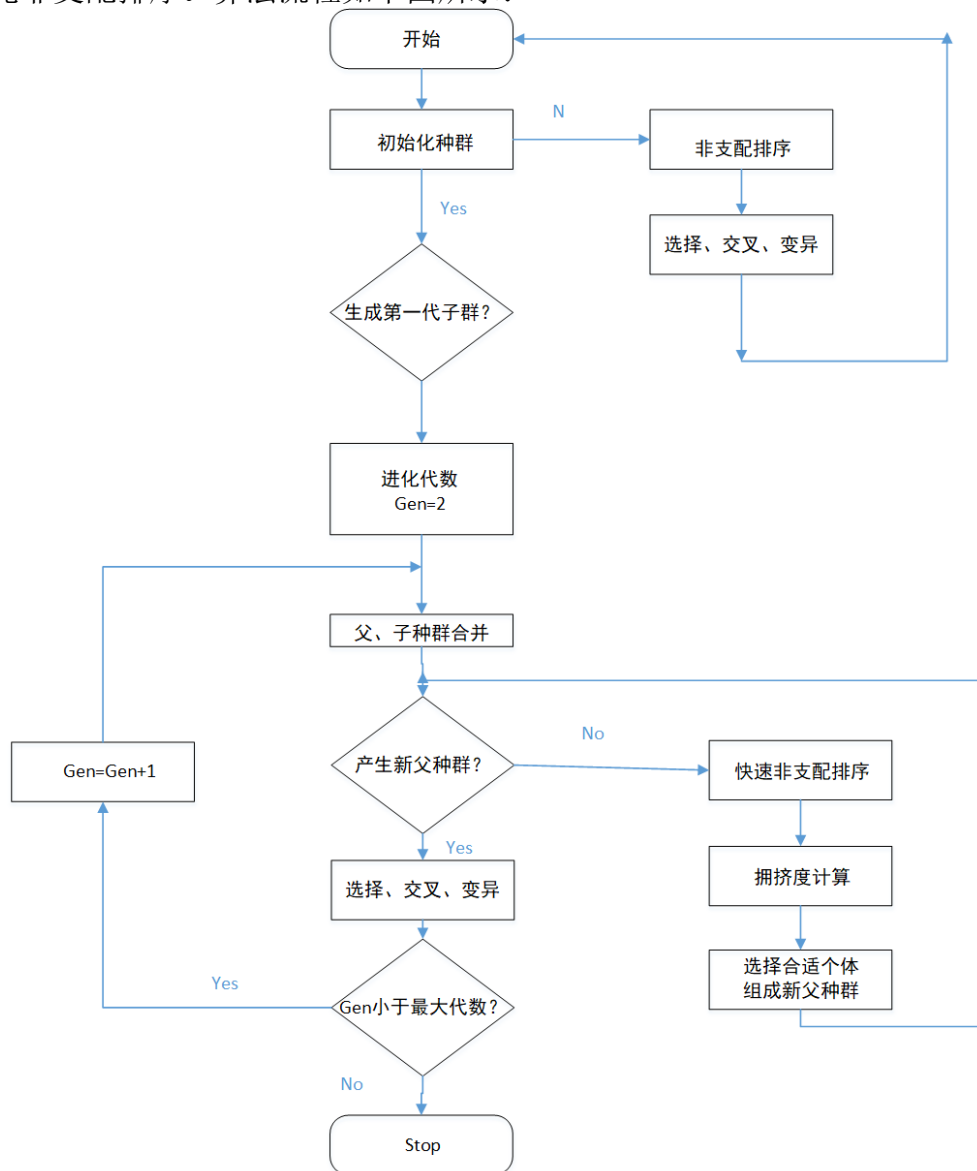 开始
N
初始化种群
非支配排序
Yes
选择、交叉、变异
生成第一代子群?
进化代数
Gen=2
父、子种群合并
No
产生新父种群?
快速非支配排序
Gen=Gen+1
Yes
拥挤度计算
选择、交叉、变异
选择合适个体
组成新父种群
Yes
Gen小于最大代数?
No
Stop